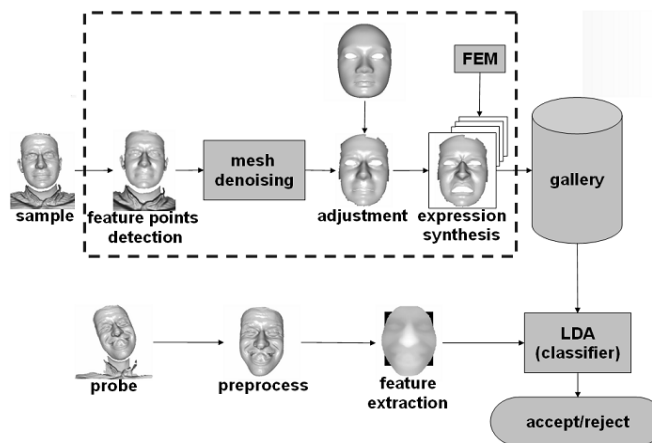 FEM
mesh
denoising
gallery
sample
feature points
detection
adjustment
expression
synthesis
LDA
(classifier)
probe
preprocess
feature
extraction
accept/reject